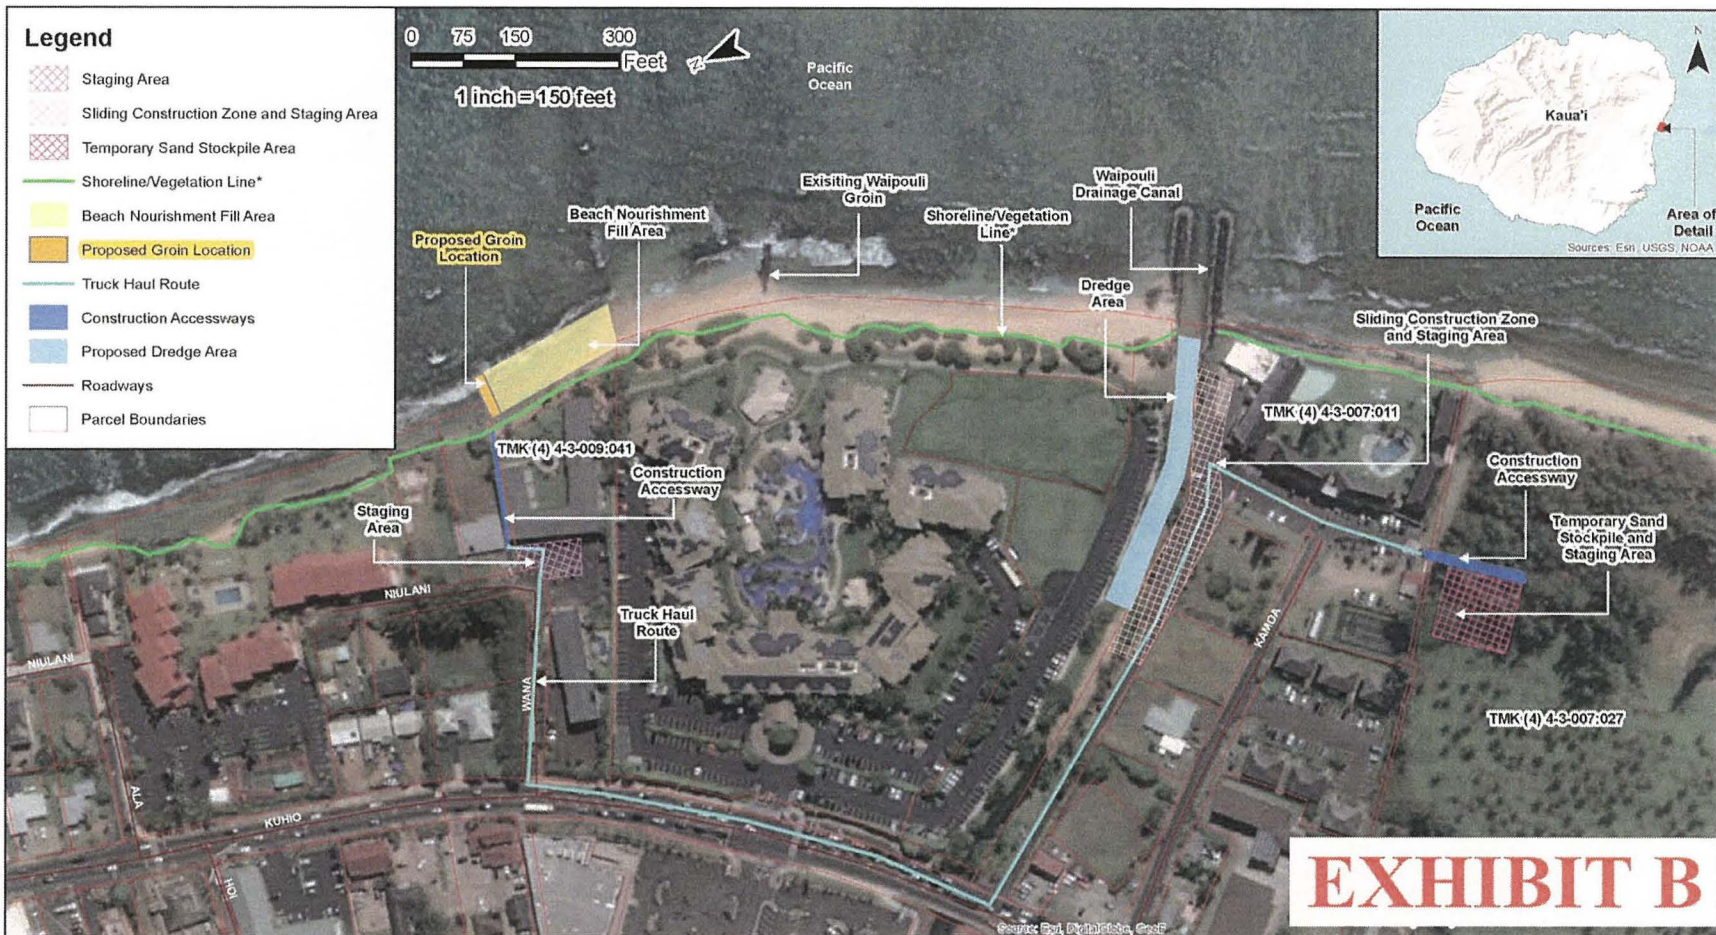 Legend
Staging Area
Sliding Construction Zone and Staging Area
Temporary Sand Stockpile Area
Shoreline/Vegetation Line*
Beach Nourishment Fill Area
Proposed Groin Location
Truck Haul Route
Construction Accessways
Proposed Dredge Area
Roadways
Parcel Boundaries
0 75 150 300
Feet
1 inch = 150 feet
N
Pacific
Ocean
N
Kaua'i
Pacific
Ocean
Area of
Detail
Sources: Esri, USGS, NOAA
Proposed Groin
Location
Beach Nourishment
Fill Area
Exisiting Waipouli
Groin
Shoreline/Vegetation
Line*
Waipouli
Drainage Canal
Dredge
Area
Sliding Construction Zone
and Staging Area
TMK (4) 4-3-007:011
TMK (4) 4-3-009:041
Construction
Accessway
Staging
Area
Construction
Accessway
Temporary Sand
Stockpile and
Staging Area
NIULANI
Truck Haul
Route
NIULANI
WANA
KAMOA
TMK (4) 4-3-007:027
ALA
KUHIO
HOI
EXHIBIT B
Source: Esri, DigitalGlobe, GeoE